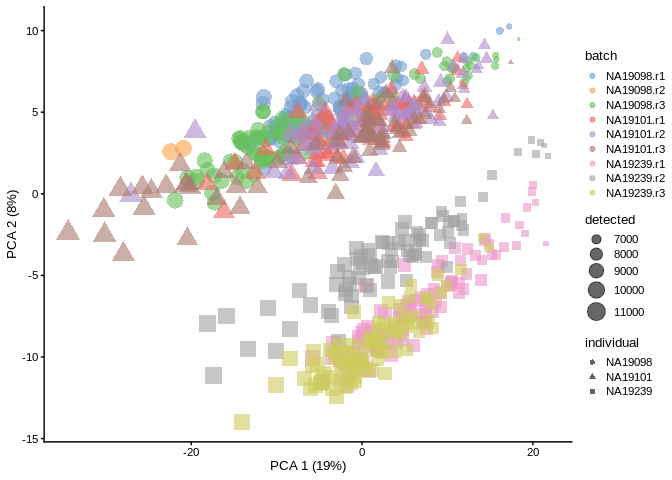 10
5
0
-5
-10
-15
-20
0
20
PCA 1 (19%)
PCA 2 (8%)
batch
NA19098.r1
NA19098.r2
NA19098.r3
NA19101.r1
NA19101.r2
NA19101.r3
NA19239.r1
NA19239.r2
NA19239.r3
detected
7000
8000
9000
10000
11000
individual
NA19098
NA19101
NA19239